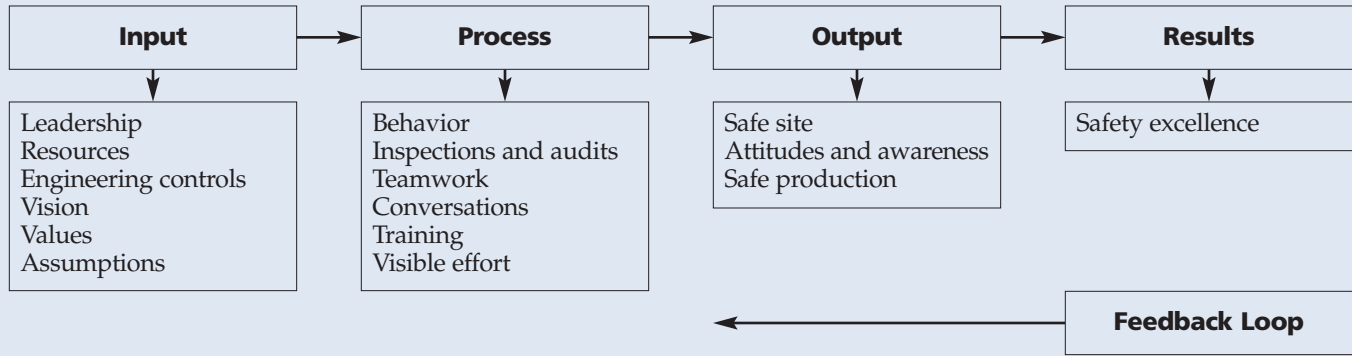 Input
Process
Output
Results
Leadership
Resources
Engineering controls
Vision
Values
Assumptions
Behavior
Inspections and audits
Teamwork
Conversations
Training
Visible effort
Safe site
Attitudes and awareness
Safe production
Safety excellence
Feedback Loop